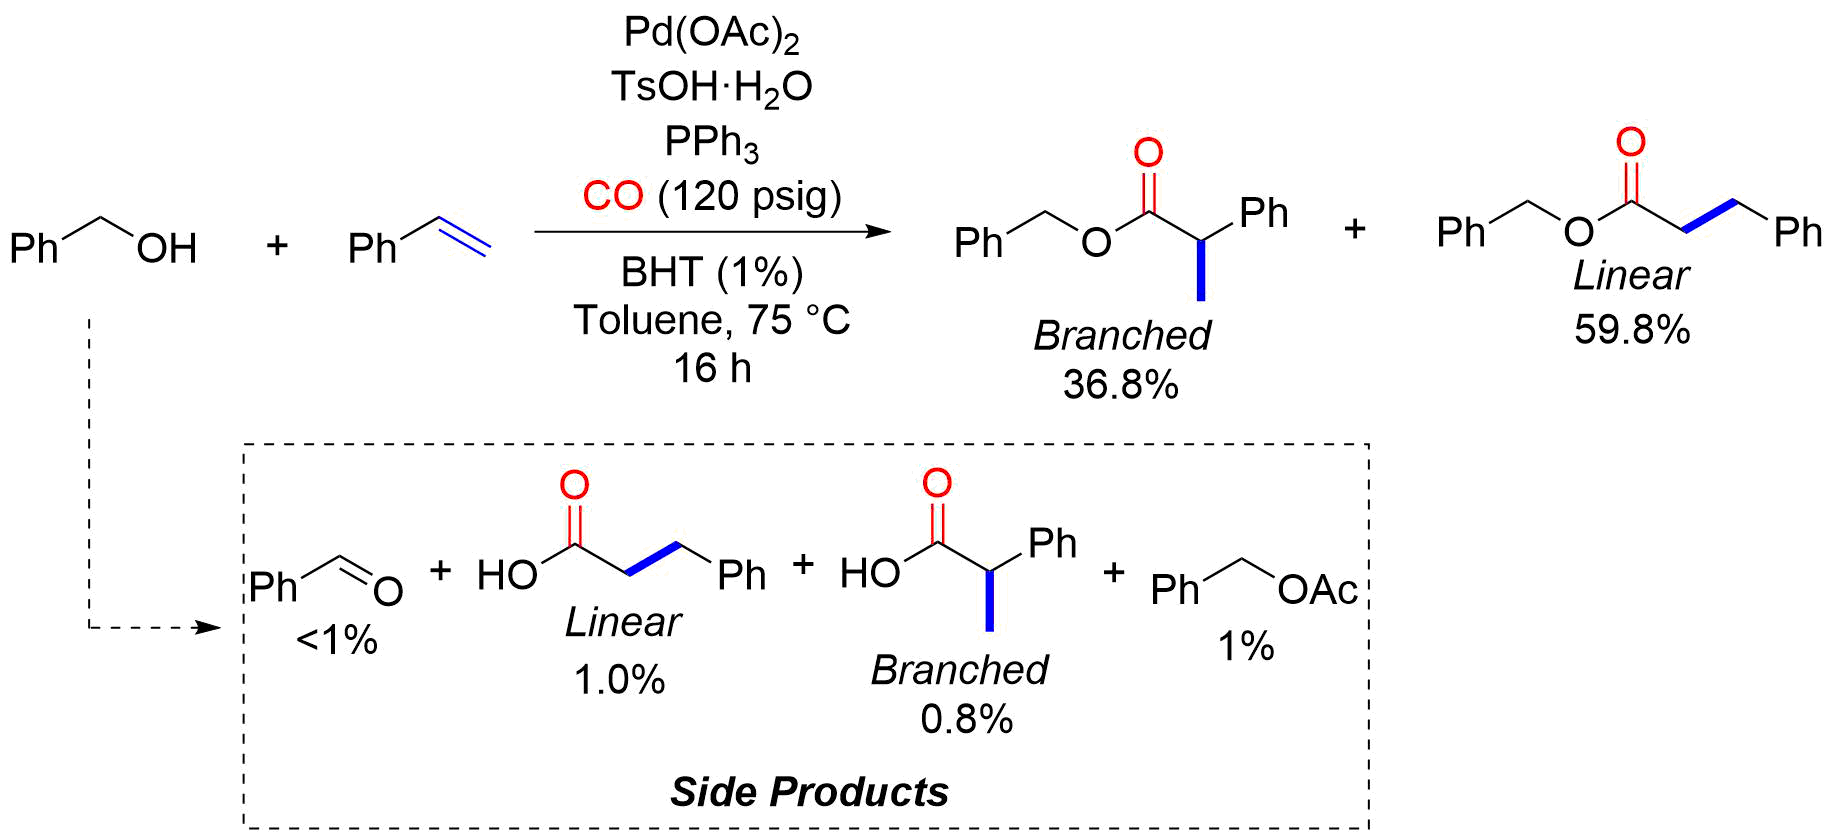 Pd(OAc)2
TsOH·H2O
PPh3
CO (120 psig)
Ph OH + Ph
BHT (1%)
Toluene, 75 °C
16 h
Ph O O Ph
Branched
36.8%
+
Ph O O Ph
Linear
59.8%
Ph O
<1%
+
HO O Ph
Linear
1.0%
+
HO O Ph
Branched
0.8%
+
Ph OAc
1%
Side Products